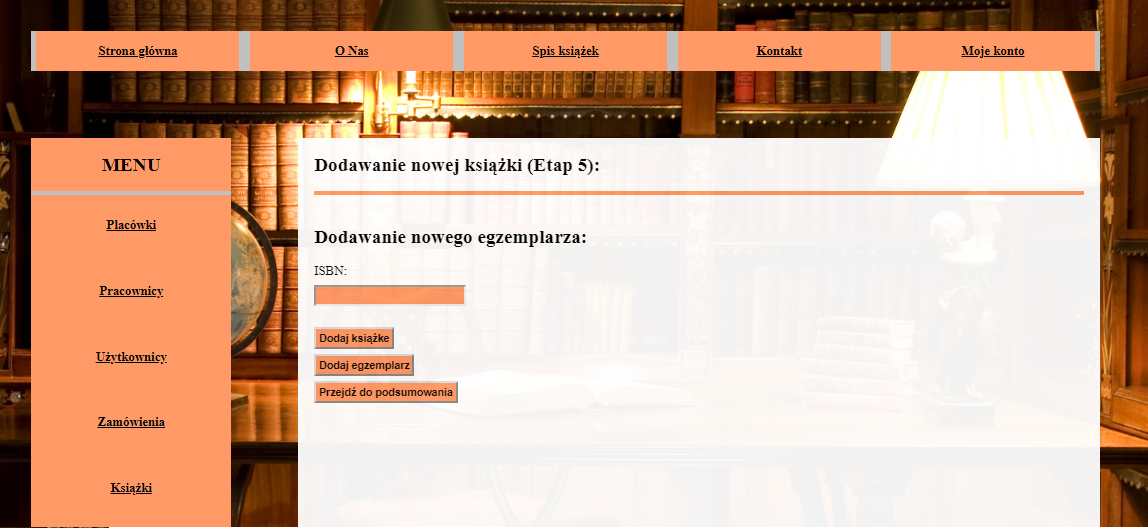 Strona główna
O Nas
Spis książek
Kontakt
Moje konto
MENU
Placówki
Pracownicy
Użytkownicy
Zamówienia
Książki
Dodawanie nowej książki (Etap 5):
Dodawanie nowego egzemplarza:
ISBN:
Dodaj książke
Dodaj egzemplarz
Przejdź do podsumowania